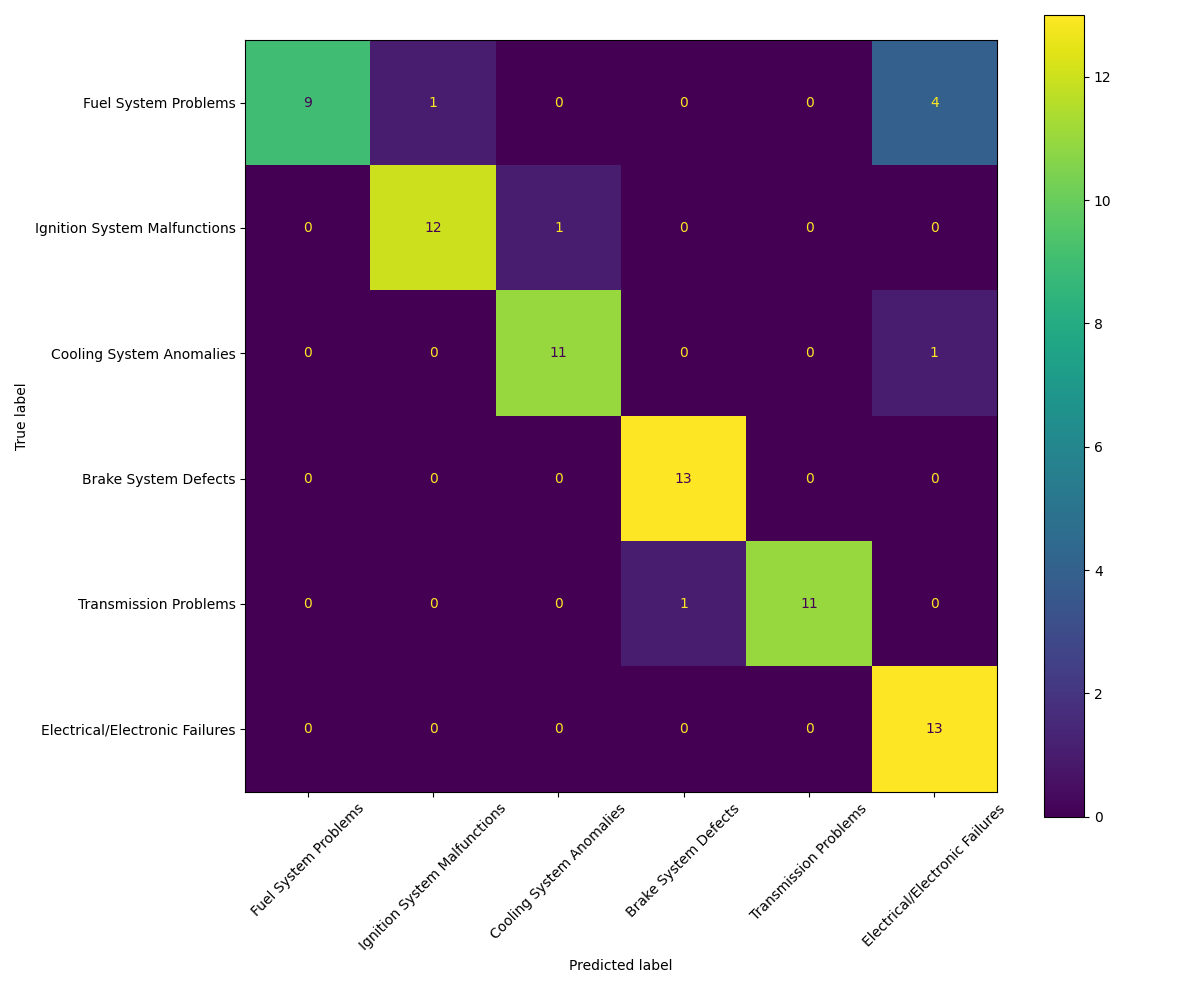 Fuel System Problems 9 1 0 0 0 4
Ignition System Malfunctions 0 12 1 0 0 0
Cooling System Anomalies 0 0 11 0 0 1
Brake System Defects 0 0 0 13 0 0
Transmission Problems 0 0 0 1 11 0
Electrical/Electronic Failures 0 0 0 0 0 13
True label
Fuel System Problems
Ignition System Malfunctions
Cooling System Anomalies
Brake System Defects
Transmission Problems
Electrical/Electronic Failures
Predicted label
12
10
8
6
4
2
0